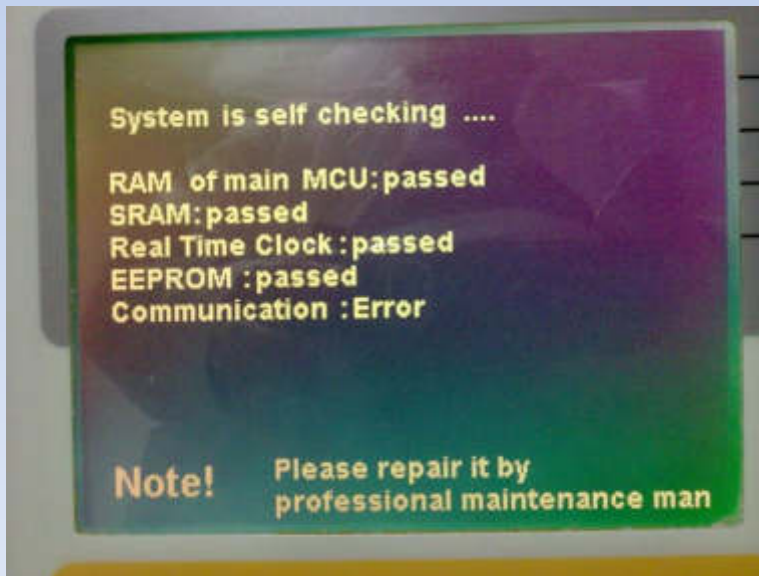 System is self checking ....
RAM of main MCU:passed
SRAM:passed
Real Time Clock :passed
EEPROM :passed
Communication :Error
Note!
Please repair it by
professional maintenance man